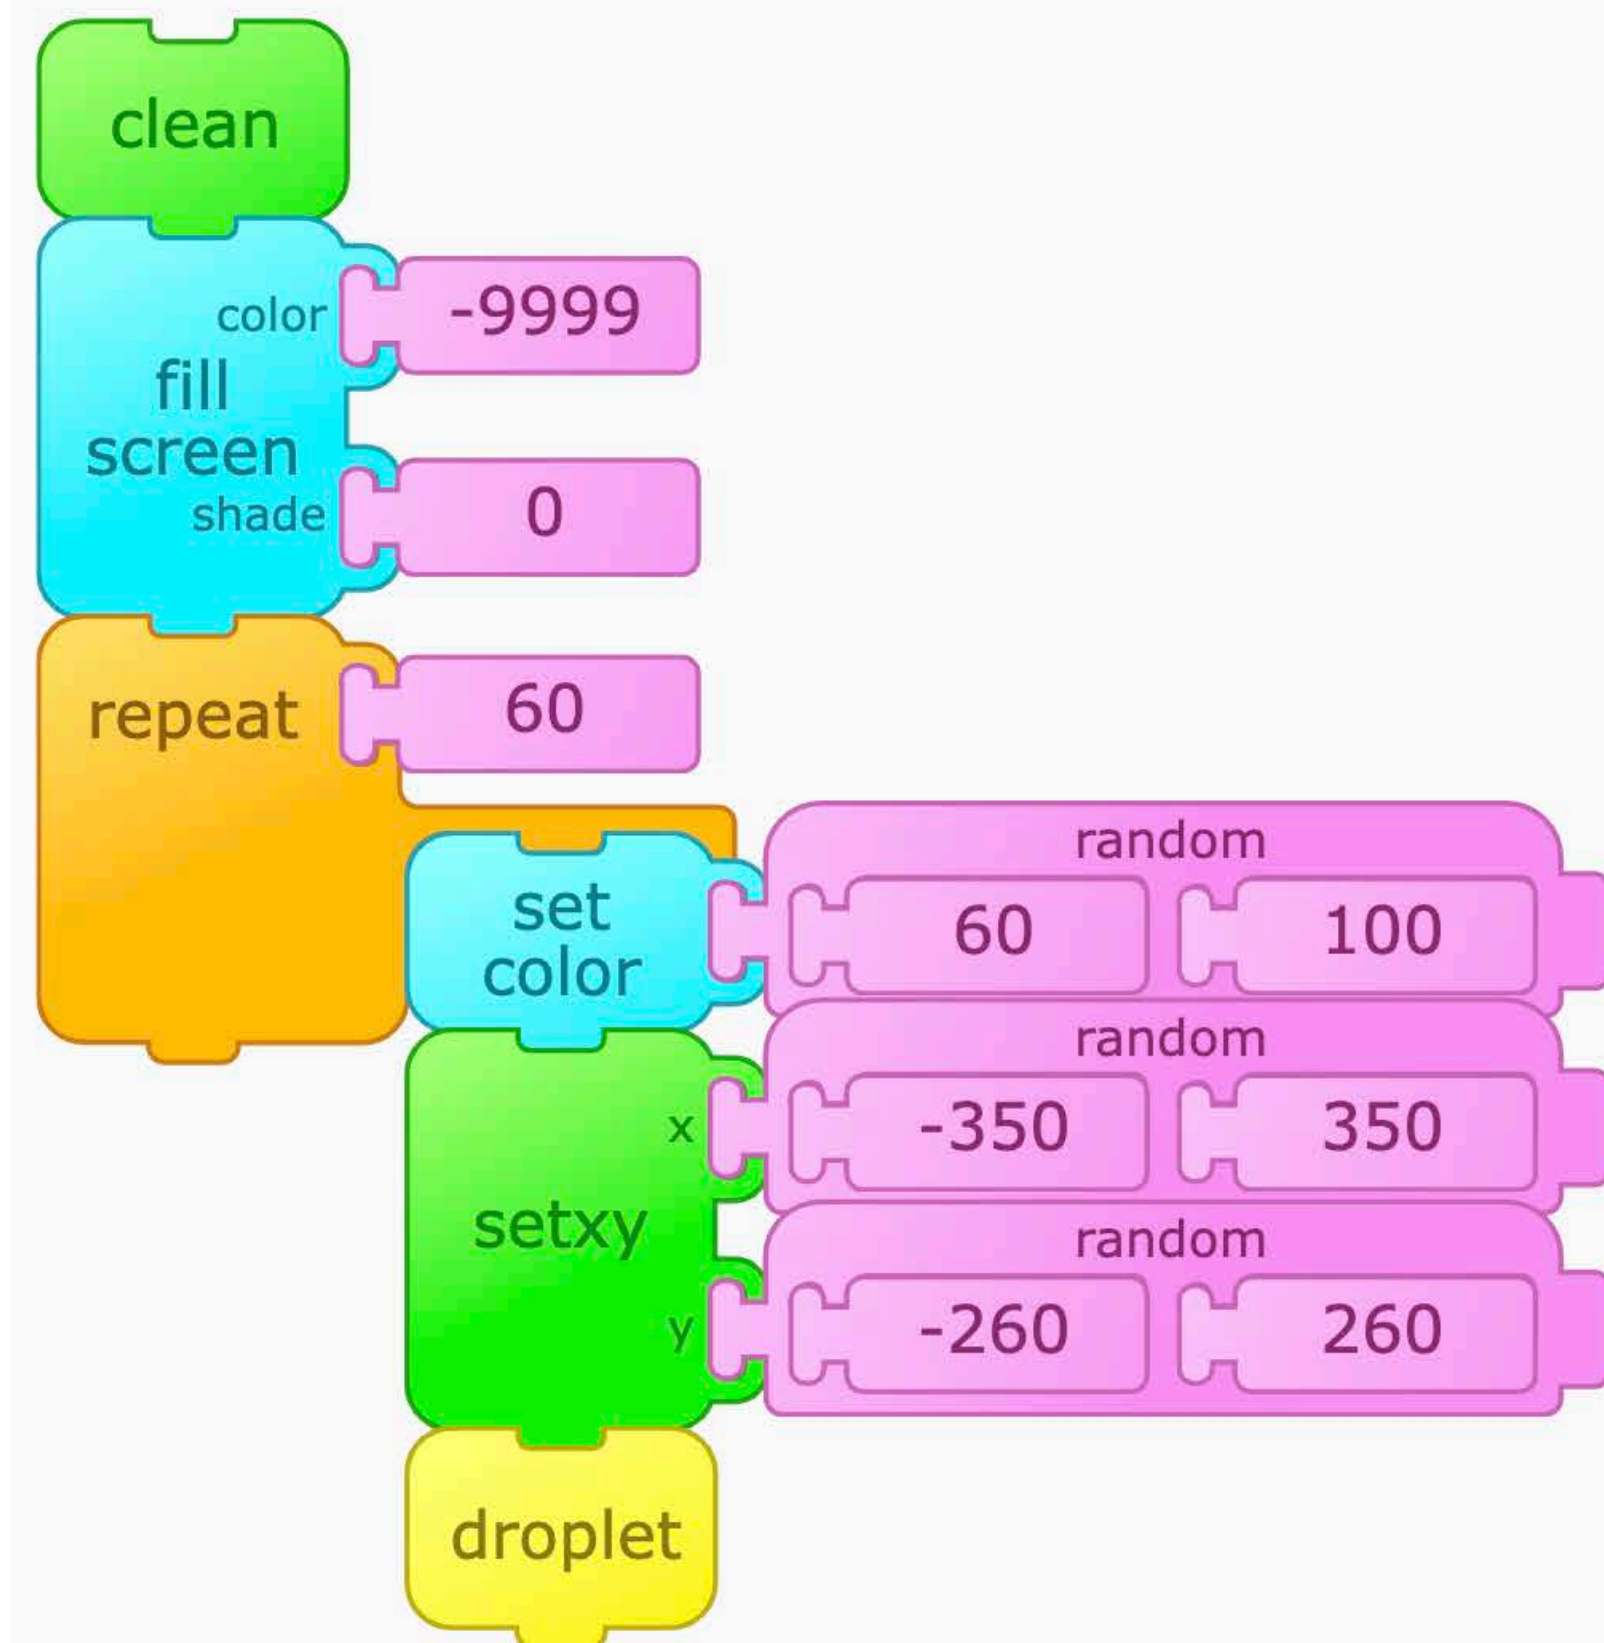 clean
color
-9999
fill
screen
shade
0
repeat
60
random
set
color
60
100
random
x
-350
350
setxy
random
y
-260
260
droplet